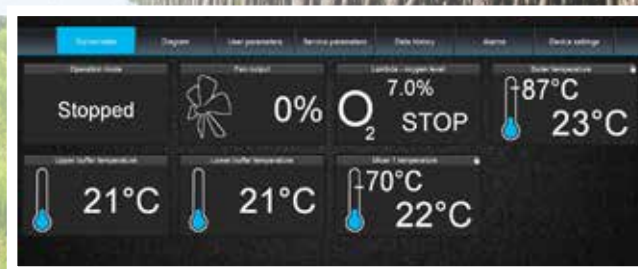 Diagram User parameters Service parameters Data history Alarms Device settings
Operation mode
Stopped
Fan output
0%
Lambda - oxygen level
7.0%
O2 STOP
Boiler temperature
87°C
23°C
Upper buffer temperature
21°C
Lower buffer temperature
21°C
Mixer 1 temperature
70°C
22°C